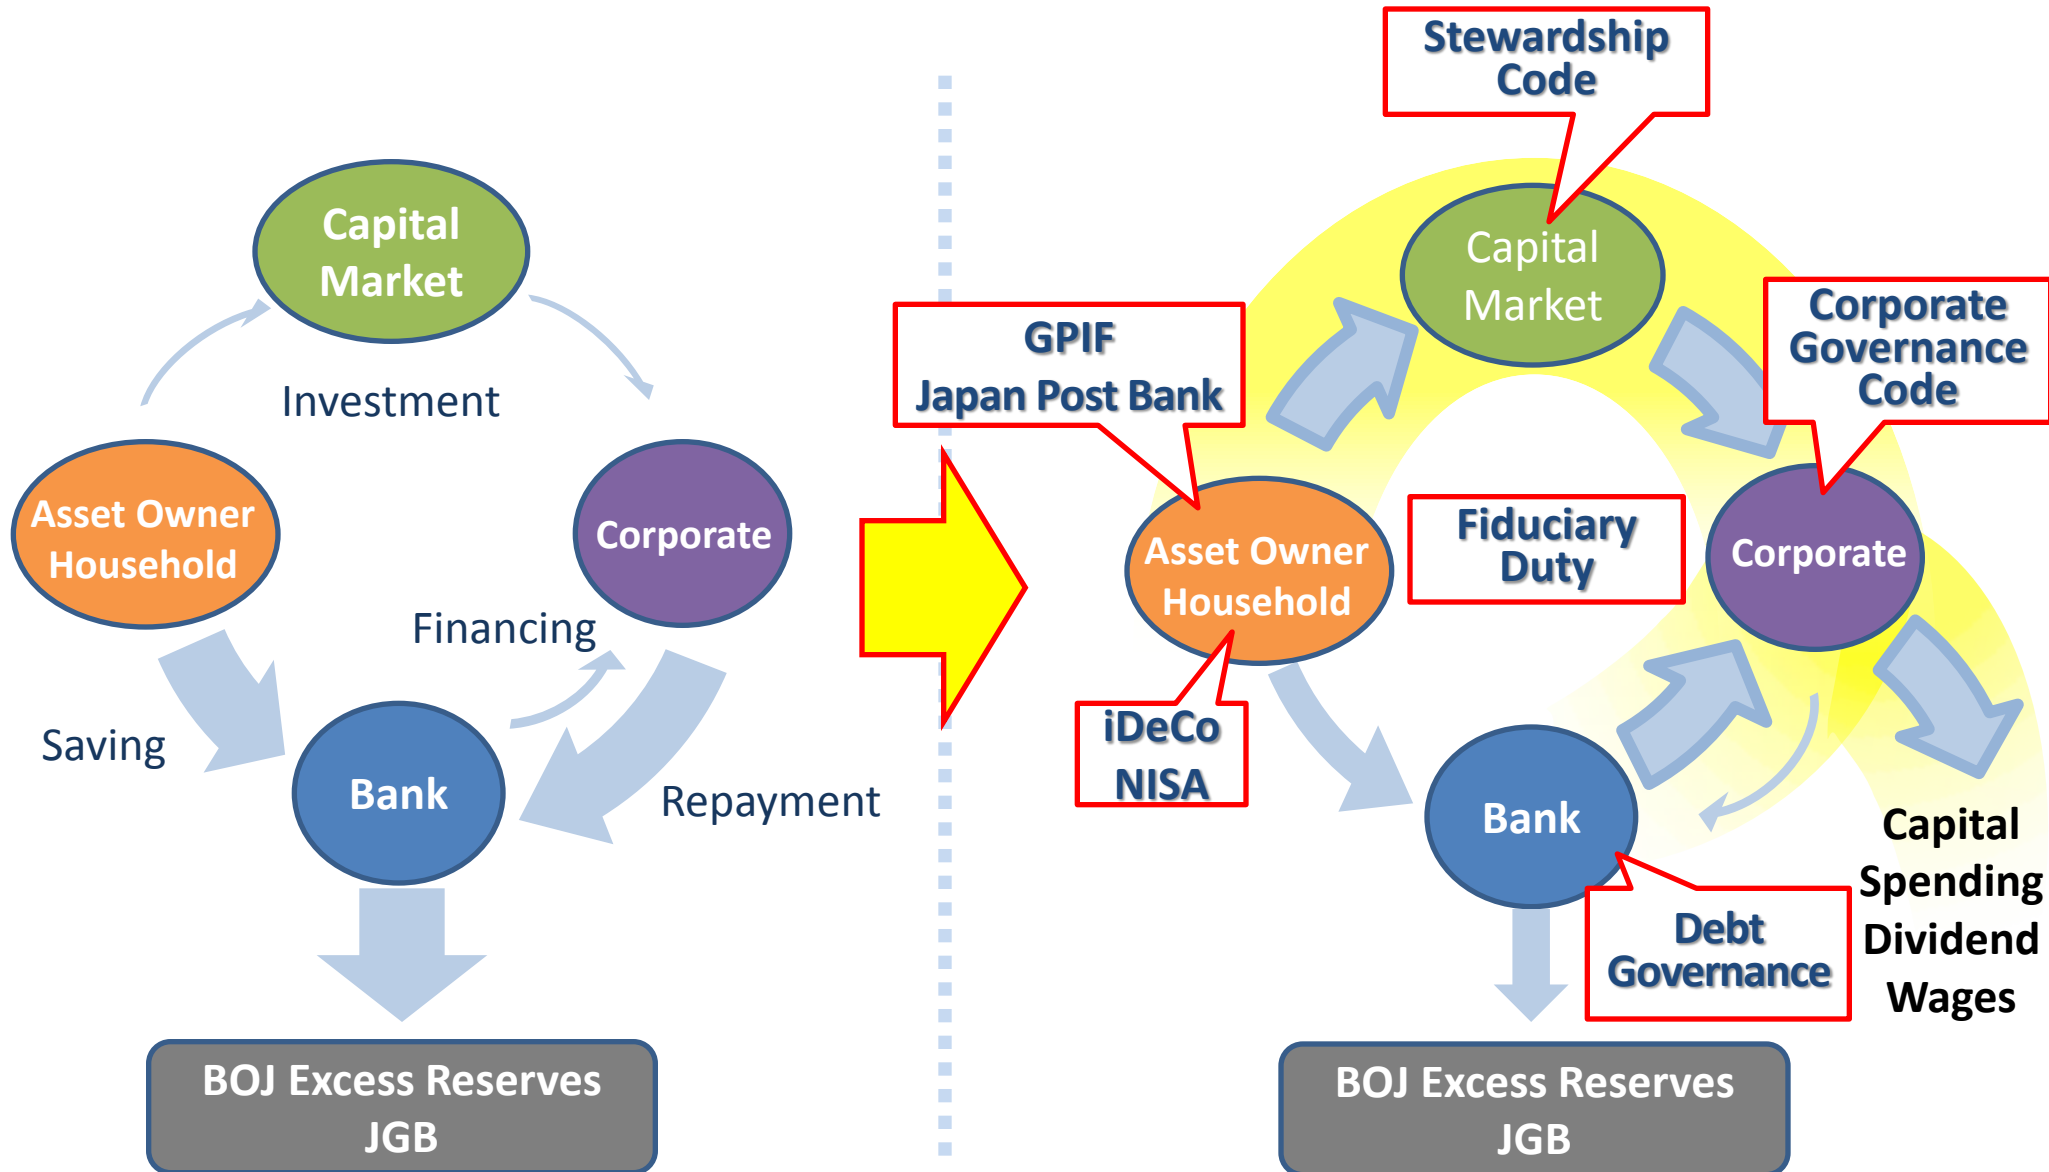 Capital
Market
Investment
Asset Owner
Household
Corporate
Financing
Saving
Bank
Repayment
BOJ Excess Reserves
JGB
Stewardship
Code
Capital
Market
Corporate
Governance
Code
GPIF
Japan Post Bank
Fiduciary
Duty
Asset Owner
Household
Corporate
iDeCo
NISA
Bank
Capital
Spending
Dividend
Wages
Debt
Governance
BOJ Excess Reserves
JGB